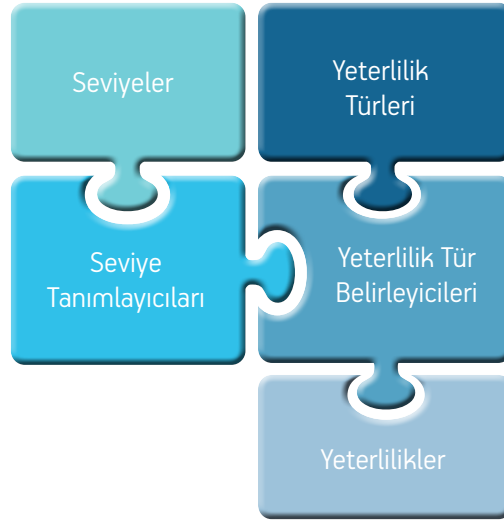 Seviyeler
Yeterlilik
Türleri
Seviye
Tanımlayıcıları
Yeterlilik Tür
Belirleyicileri
Yeterlilikler